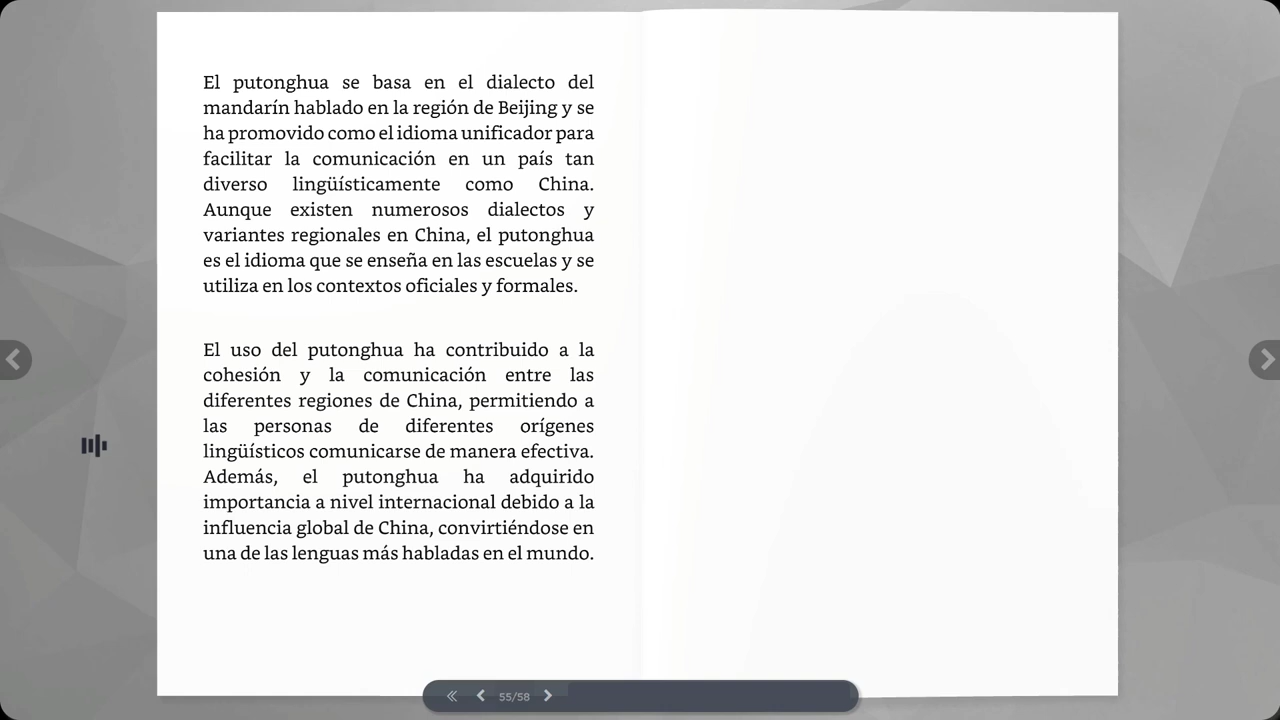 El putonghua se basa en el dialecto del
mandarín hablado en la región de Beijing y se
ha promovido como el idioma unificador para
facilitar la comunicación en un país tan
diverso lingüísticamente como China.
Aunque existen numerosos dialectos y
variantes regionales en China, el putonghua
es el idioma que se enseña en las escuelas y se
utiliza en los contextos oficiales y formales.
El uso del putonghua ha contribuido a la
cohesión y la comunicación entre las
diferentes regiones de China, permitiendo a
las personas de diferentes orígenes
lingüísticos comunicarse de manera efectiva.
Además, el putonghua ha adquirido
importancia a nivel internacional debido a la
influencia global de China, convirtiéndose en
una de las lenguas más habladas en el mundo.
55/58